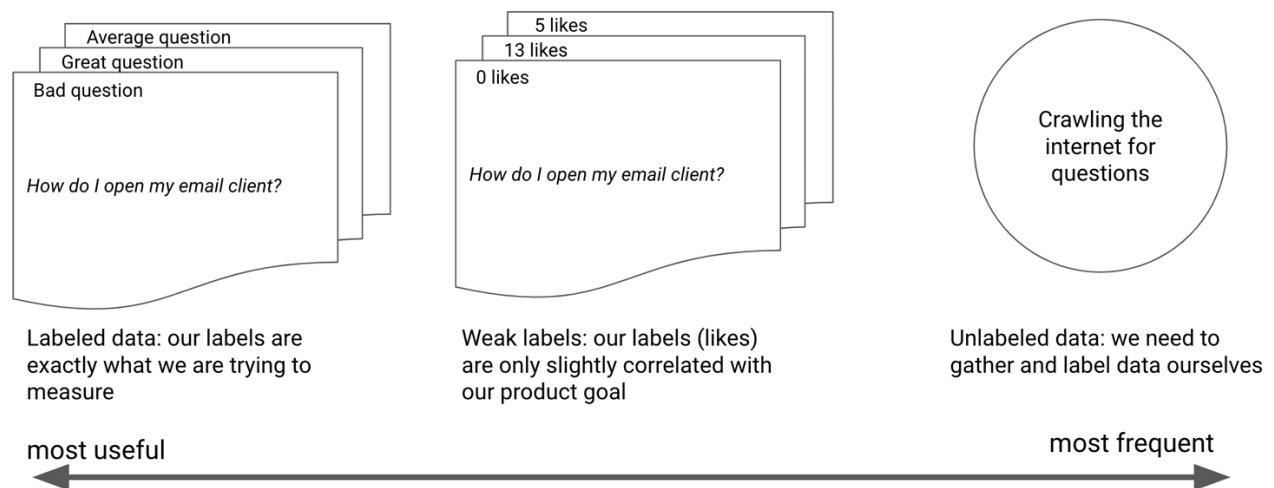 Average question
Great question
Bad question
How do I open my email client?
5 likes
13 likes
0 likes
How do I open my email client?
Crawling the
internet for
questions
Labeled data: our labels are
exactly what we are trying to
measure
Weak labels: our labels (likes)
are only slightly correlated with
our product goal
Unlabeled data: we need to
gather and label data ourselves
most useful
most frequent